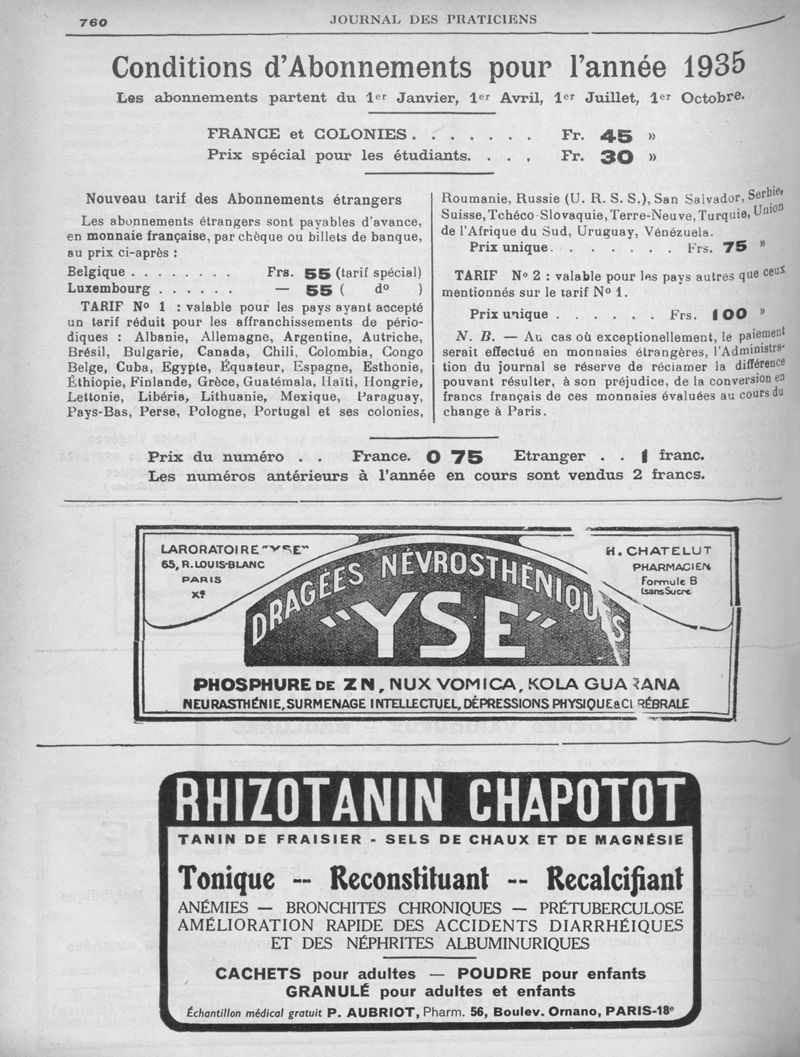 760
JOURNAL DES PRATICIENS
Conditions d'Abonnements pour l'année 1935
Les abonnements partent du 1er Janvier, 1er Avril, 1er Juillet, 1er Octobre.
FRANCE et COLONIES . . . . . . . Fr. 45 »
Prix spécial pour les étudiants. . . . Fr. 30 »
Nouveau tarif des Abonnements étrangers
Les abonnements étrangers sont payables d'avance,
en monnaie française, par chèque ou billets de banque,
au prix ci-après :
Belgique . . . . . . . . Frs. 55 (tarif spécial)
Luxembourg . . . . . . — 55 ( do )
TARIF No 1 : valable pour les pays ayant accepté
un tarif réduit pour les affranchissements de pério-
diques : Albanie, Allemagne, Argentine, Autriche,
Brésil, Bulgarie, Canada, Chili, Colombia, Congo
Belge, Cuba, Egypte, Équateur, Espagne, Esthonie,
Éthiopie, Finlande, Grèce, Guatémala, Haïti, Hongrie,
Lettonie, Libéria, Lithuanie, Mexique, Paraguay,
Pays-Bas, Perse, Pologne, Portugal et ses colonies,
Roumanie, Russie (U. R. S. S.), San Salvador, Serbie,
Suisse, Tchéco-Slovaquie, Terre-Neuve, Turquie, Union
de l'Afrique du Sud, Uruguay, Vénézuela.
Prix unique. . . . . . . . Frs. 75 »
TARIF No 2 : valable pour les pays autres que ceux
mentionnés sur le tarif No 1.
Prix unique . . . . . . Frs. 100 »
N. B. — Au cas où exceptionellement, le paiement
serait effectué en monnaies étrangères, l'Administra-
tion du journal se réserve de réclamer la différence
pouvant résulter, à son préjudice, de la conversion en
francs français de ces monnaies évaluées au cours du
change à Paris.
Prix du numéro . . France. 0 75 Etranger . . 1 franc.
Les numéros antérieurs à l'année en cours sont vendus 2 francs.
LARORATOIRE "YSE"
65, R. LOUIS-BLANC
PARIS
Xe
H. CHATELUT
PHARMACIEN
Formule B
(sans Sucre
DRAGÉES NÉVROSTHÉNIQUES
"YSE"
PHOSPHURE DE ZN, NUX VOMICA, KOLA GUARANA
NEURASTHÉNIE, SURMENAGE INTELLECTUEL, DÉPRESSIONS PHYSIQUE & CÉRÉBRALE
RHIZOTANIN CHAPOTOT
TANIN DE FRAISIER - SELS DE CHAUX ET DE MAGNÉSIE
Tonique -- Reconstituant -- Recalcifiant
ANÉMIES — BRONCHITES CHRONIQUES — PRÉTUBERCULOSE
AMÉLIORATION RAPIDE DES ACCIDENTS DIARRHÉIQUES
ET DES NÉPHRITES ALBUMINURIQUES
CACHETS pour adultes — POUDRE pour enfants
GRANULÉ pour adultes et enfants
Échantillon médical gratuit P. AUBRIOT, Pharm. 56, Boulev. Ornano, PARIS-18e